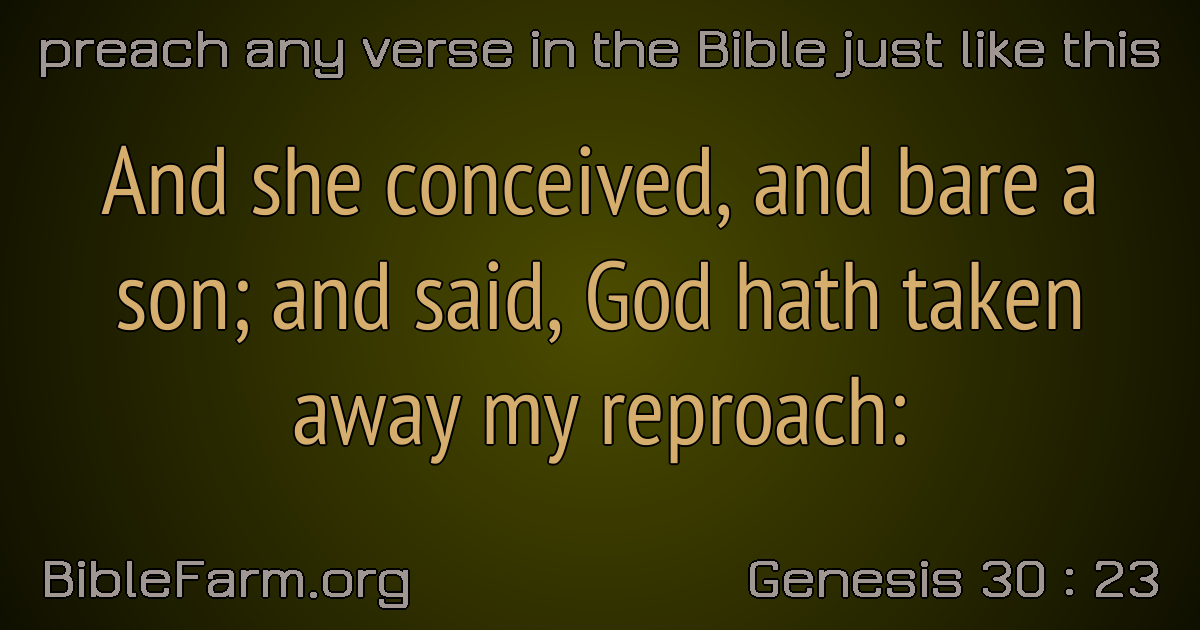 preach any verse in the Bible just like this
And she conceived, and bare a
son; and said, God hath taken
away my reproach:
BibleFarm.org
Genesis 30 : 23